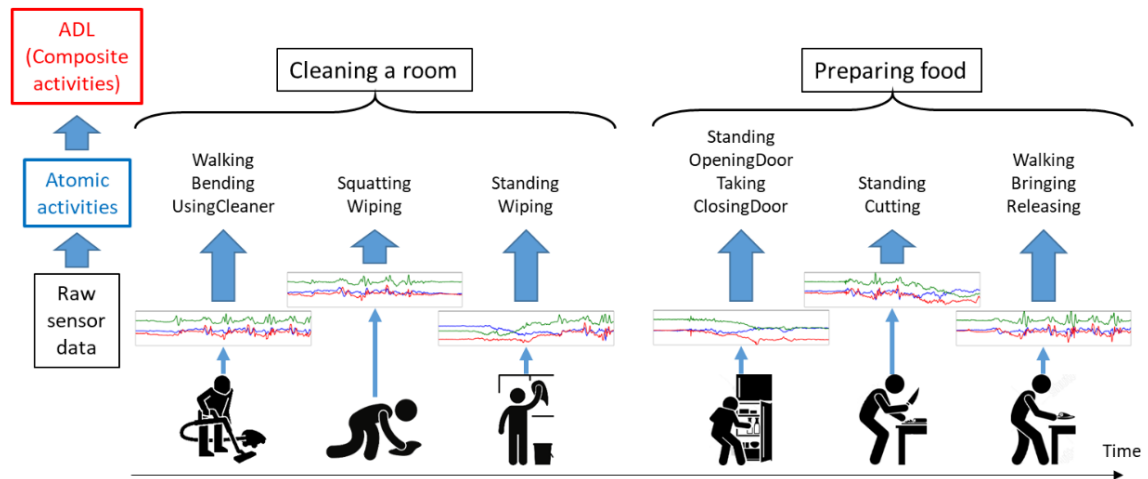 ADL
(Composite
activities)
Cleaning a room
Preparing food
Atomic
activities
Walking
Bending
UsingCleaner
Squatting
Wiping
Standing
Wiping
Standing
OpeningDoor
Taking
ClosingDoor
Standing
Cutting
Walking
Bringing
Releasing
Raw
sensor
data
Time